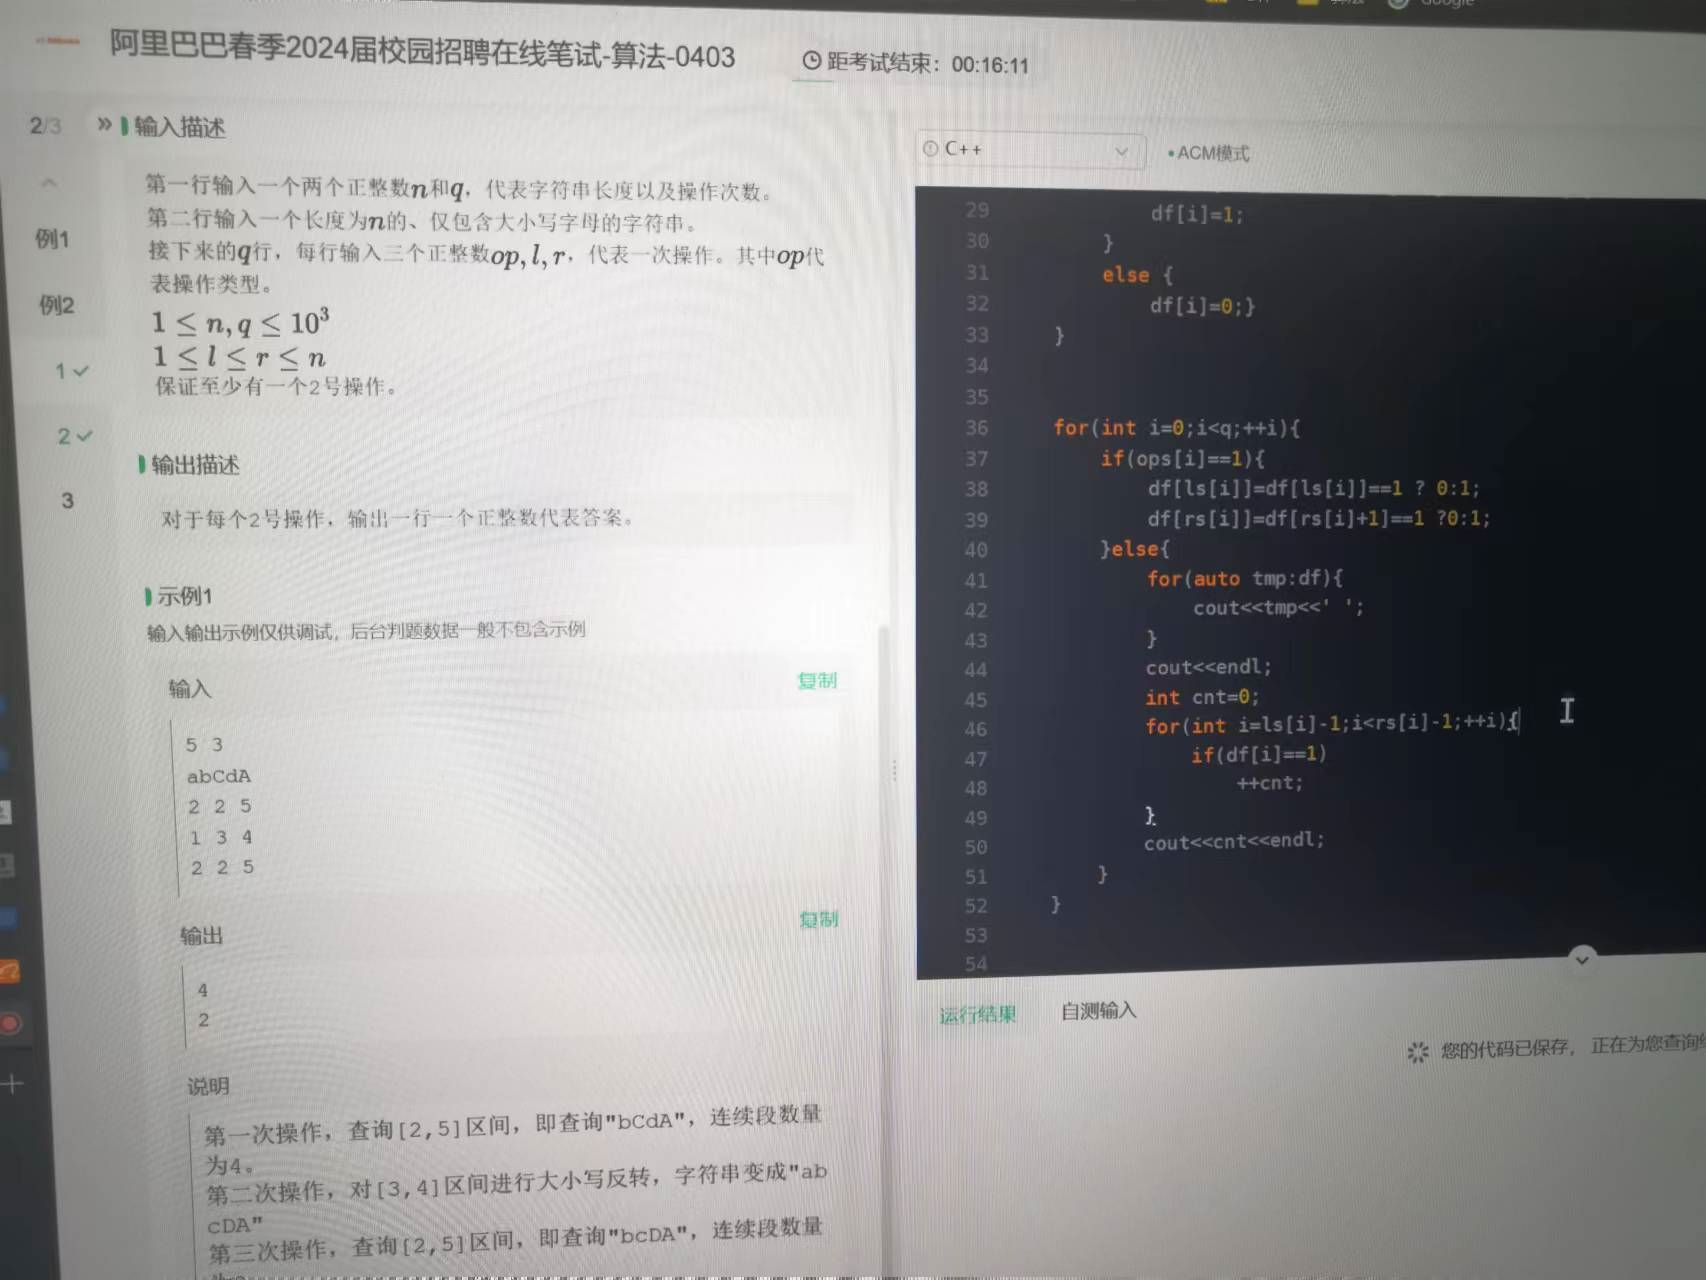 阿里巴巴春季2024届校园招聘在线笔试-算法-0403
距考试结束：00:16:11
2/3
例1
例2
1
2
3
输入描述
第一行输入一个两个正整数n和q，代表字符串长度以及操作次数。
第二行输入一个长度为n的、仅包含大小写字母的字符串。
接下来的q行，每行输入三个正整数op,l,r，代表一次操作。其中op代
表操作类型。
1 ≤ n, q ≤ 10³
1 ≤ l ≤ r ≤ n
保证至少有一个2号操作。
输出描述
对于每个2号操作，输出一行一个正整数代表答案。
示例1
输入输出示例仅供调试，后台判题数据一般不包含示例
输入
复制
5 3
abCdA
2 2 5
1 3 4
2 2 5
输出
复制
4
2
说明
第一次操作，查询[2,5]区间，即查询"bCdA"，连续段数量
为4。
第二次操作，对[3,4]区间进行大小写反转，字符串变成"ab
cDA"
第三次操作，查询[2,5]区间，即查询"bcDA"，连续段数量
C++
•ACM模式
29 df[i]=1;
30 }
31 else {
32 df[i]=0;}
33 }
34
35
36 for(int i=0;i<q;++i){
37 if(ops[i]==1){
38 df[ls[i]]=df[ls[i]]==1 ? 0:1;
39 df[rs[i]]=df[rs[i]+1]==1 ?0:1;
40 }else{
41 for(auto tmp:df){
42 cout<<tmp<<' ';
43 }
44 cout<<endl;
45 int cnt=0;
46 for(int i=ls[i]-1;i<rs[i]-1;++i){
47 if(df[i]==1)
48 ++cnt;
49 }
50 cout<<cnt<<endl;
51 }
52 }
53
54
运行结果
自测输入
您的代码已保存，正在为您查询